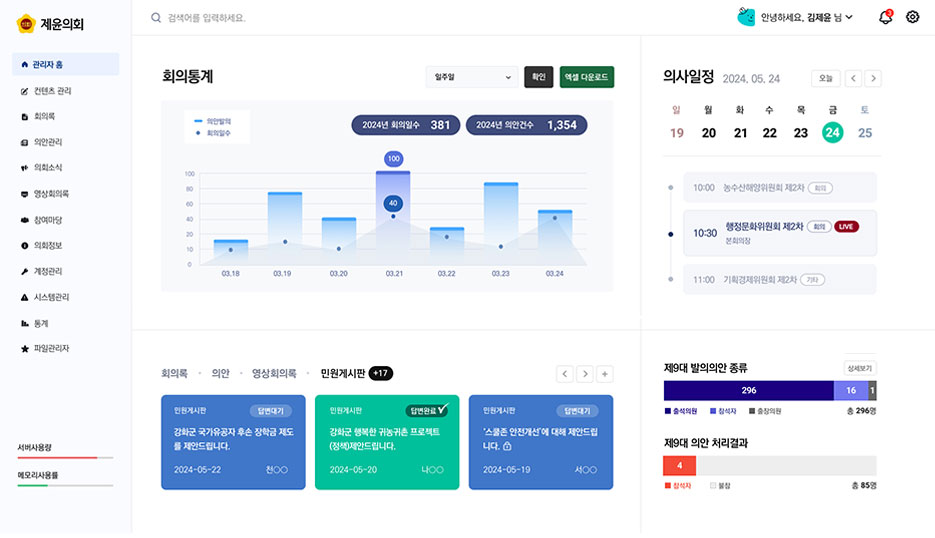 제윤의회
검색어를 입력하세요.
안녕하세요, 김제윤 님
3
관리자 홈
컨텐츠 관리
회의록
의안관리
의회소식
영상회의록
참여마당
의회정보
계정관리
시스템관리
통계
파일관리자
서버사용량
메모리사용률
회의통계
일주일
확인
엑셀 다운로드
의안발의
회의일수
2024년 회의일수 381
2024년 의안건수 1,354
100
40
100
80
60
40
20
10
0
03.18 03.19 03.20 03.21 03.22 03.23 03.24
의사일정 2024. 05. 24
오늘
일 월 화 수 목 금 토
19 20 21 22 23 24 25
10:00 농수산해양위원회 제2차 회의
10:30 행정문화위원회 제2차 회의 LIVE
본회의장
11:00 기획경제위원회 제2차 기타
회의록 의안 영상회의록 민원게시판 +17
민원게시판 답변대기
강화군 국가유공자 후손 장학금 제도
를 제안드립니다.
2024-05-22 천○○
민원게시판 답변완료
강화군 행복한 귀농귀촌 프로젝트
(정책)제안드립니다.
2024-05-20 나○○
민원게시판 답변대기
'스쿨존 안전개선'에 대해 제안드립
니다.
2024-05-19 서○○
제9대 발의의안 종류
상세보기
296 16 1
출석의원 참석자 출장의원 총 296명
제9대 의안 처리결과
4
참석자 불참 총 85명